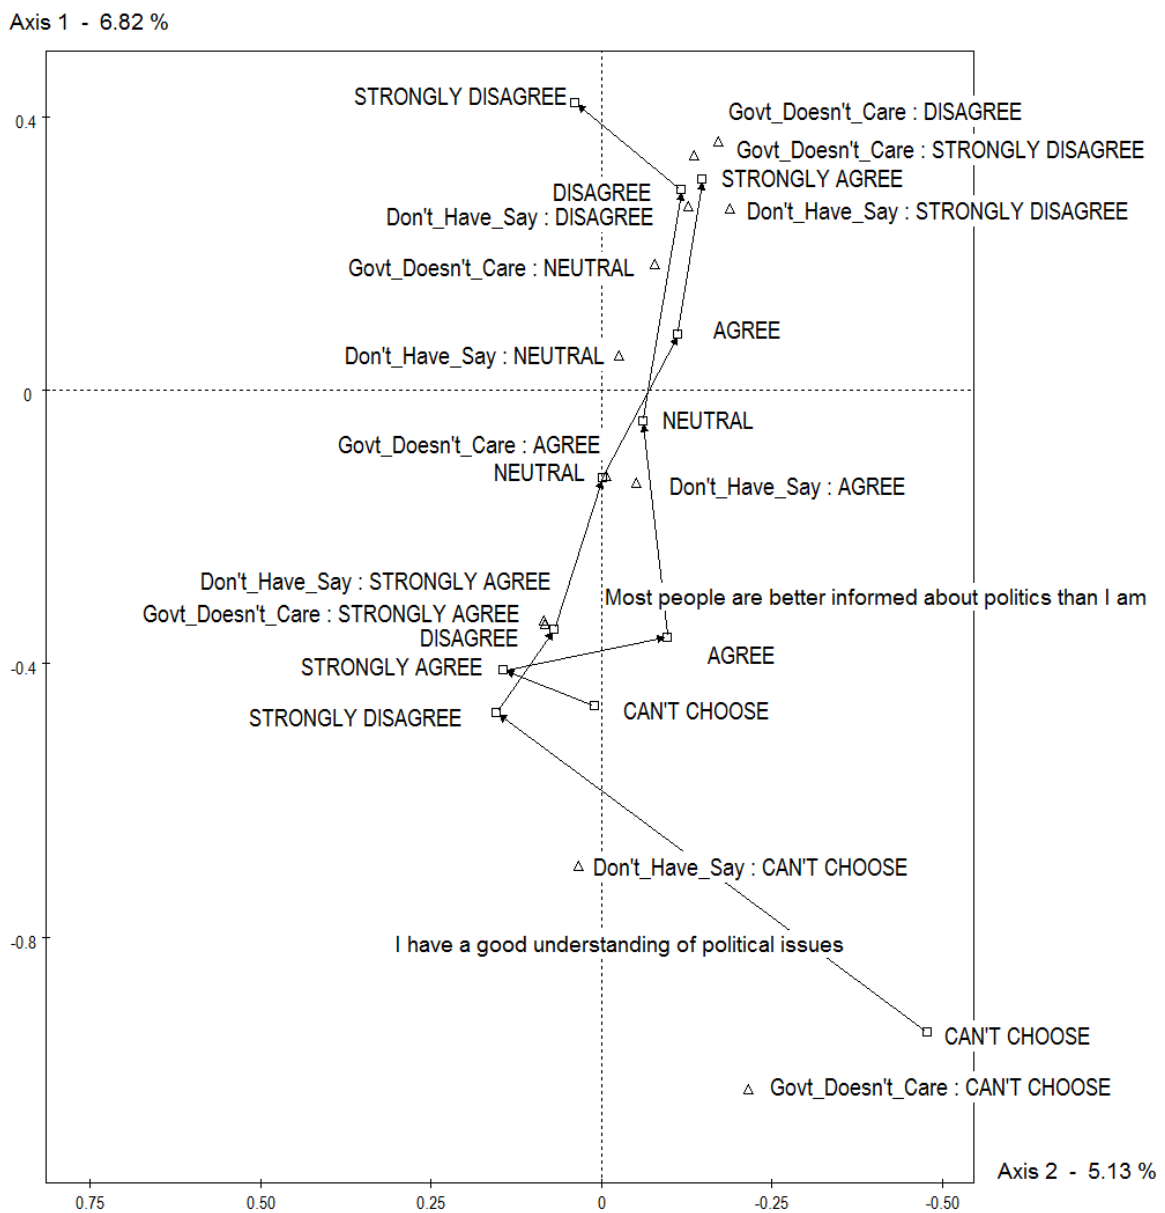 Axis 1 - 6.82 %
STRONGLY DISAGREE
Govt_Doesn't_Care : DISAGREE
0.4
Govt_Doesn't_Care : STRONGLY DISAGREE
DISAGREE
STRONGLY AGREE
Don't_Have_Say : DISAGREE
Don't_Have_Say : STRONGLY DISAGREE
Govt_Doesn't_Care : NEUTRAL
AGREE
Don't_Have_Say : NEUTRAL
0
NEUTRAL
Govt_Doesn't_Care : AGREE
NEUTRAL
Don't_Have_Say : AGREE
Don't_Have_Say : STRONGLY AGREE
Most people are better informed about politics than I am
Govt_Doesn't_Care : STRONGLY AGREE
DISAGREE
AGREE
-0.4
STRONGLY AGREE
CAN'T CHOOSE
STRONGLY DISAGREE
Don't_Have_Say : CAN'T CHOOSE
-0.8
I have a good understanding of political issues
CAN'T CHOOSE
Govt_Doesn't_Care : CAN'T CHOOSE
Axis 2 - 5.13 %
0.75 0.50 0.25 0 -0.25 -0.50